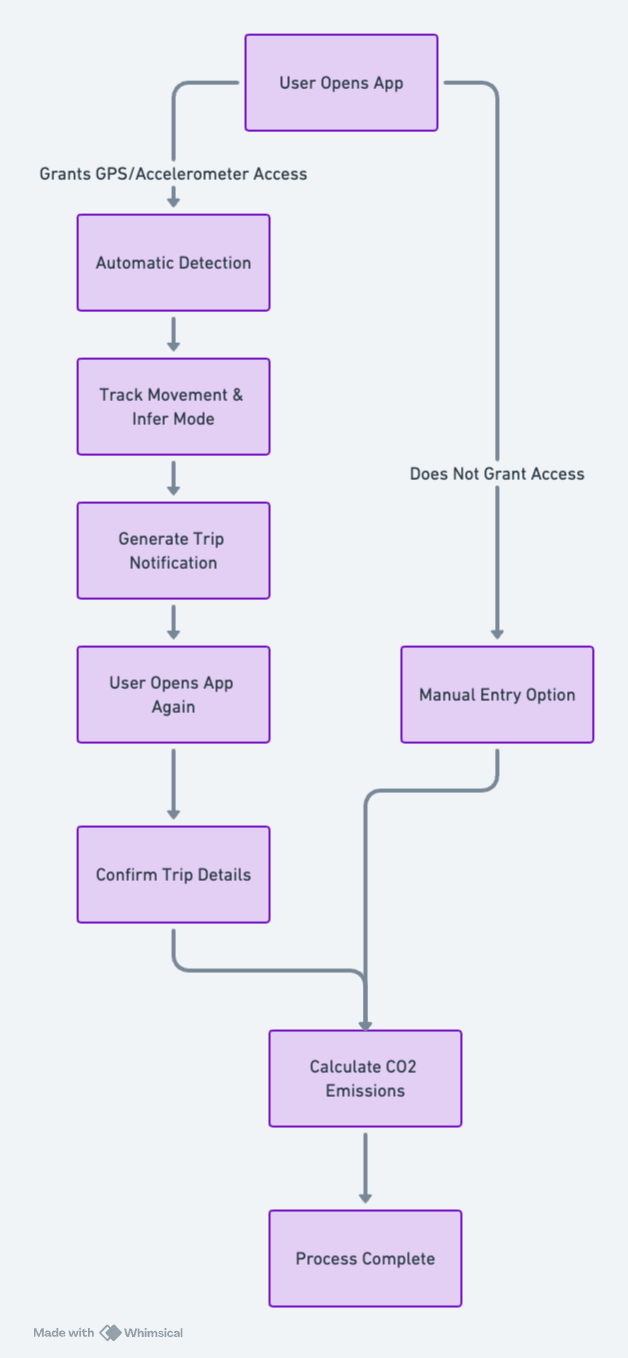 User Opens App
Grants GPS/Accelerometer Access
Automatic Detection
Track Movement &
Infer Mode
Does Not Grant Access
Generate Trip
Notification
User Opens App
Again
Manual Entry Option
Confirm Trip Details
Calculate CO2
Emissions
Process Complete
Made with Whimsical